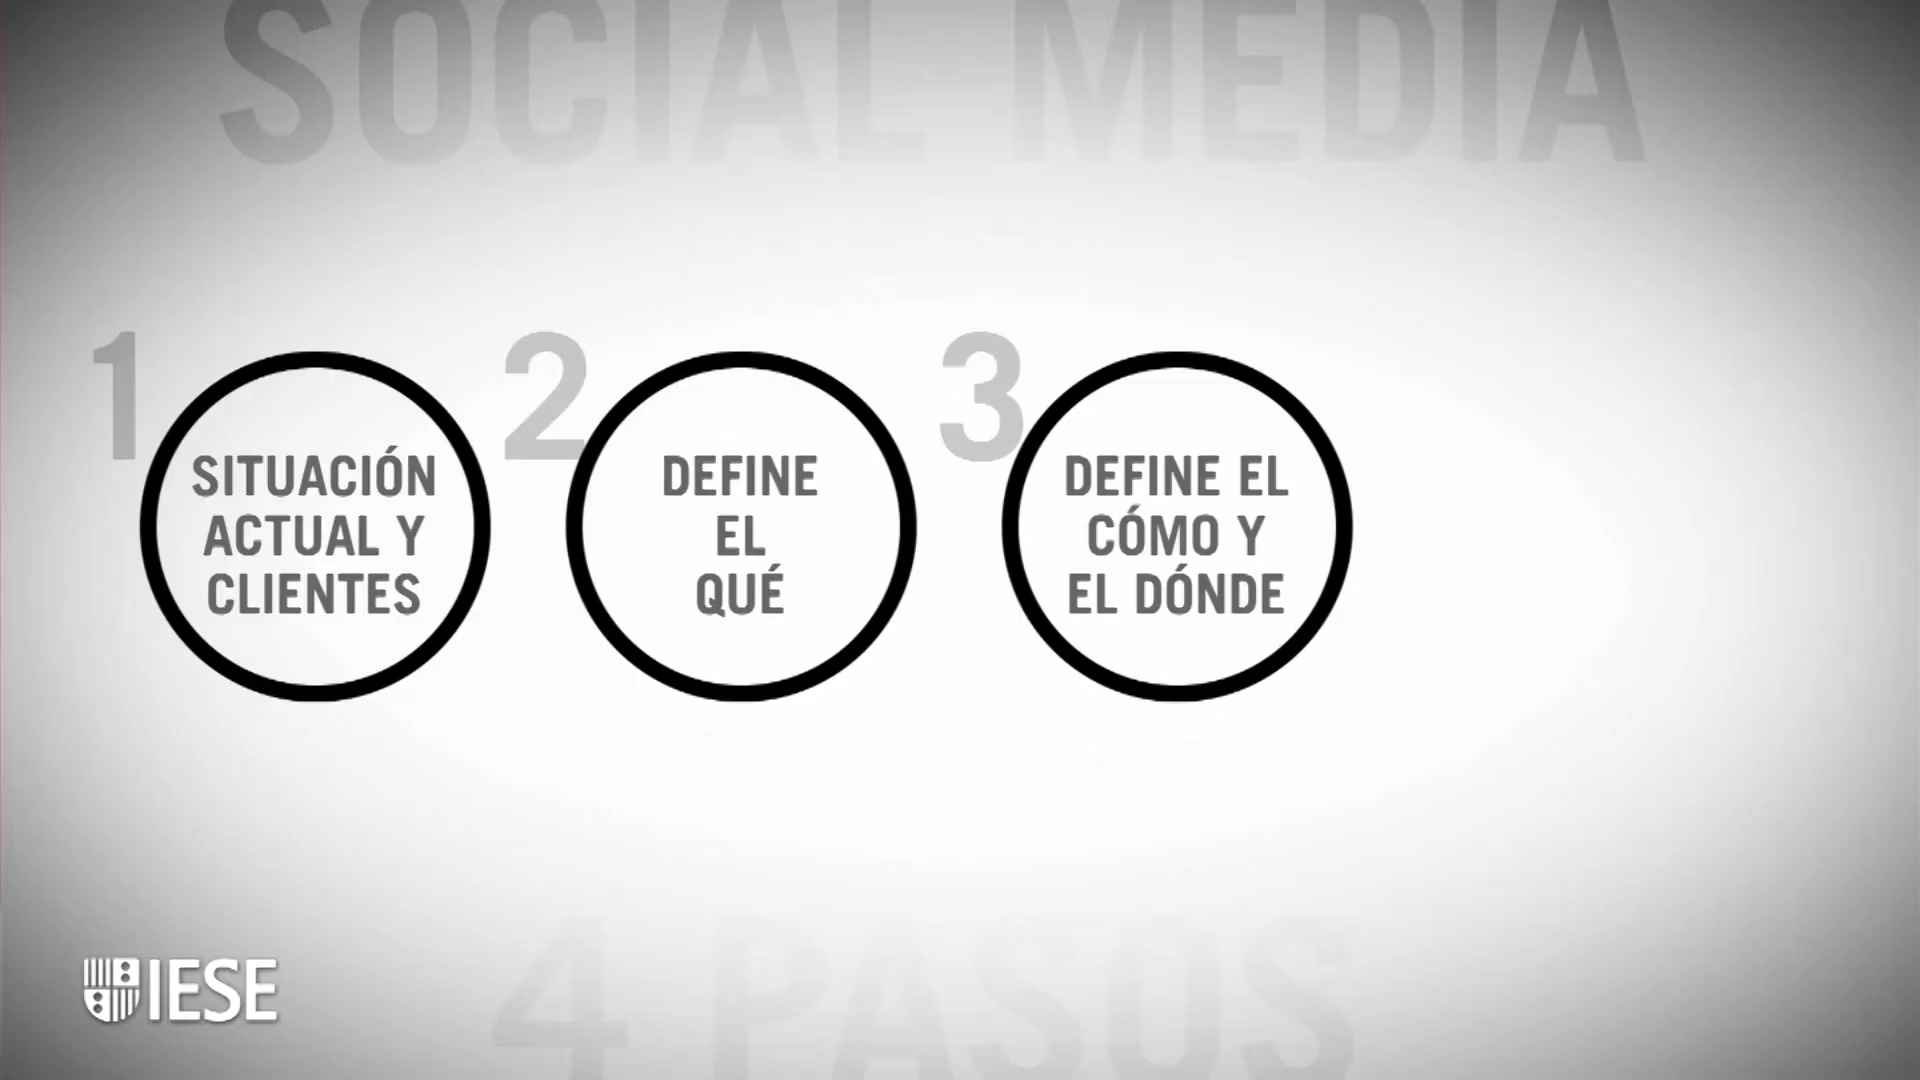 SOCIAL MEDIA
1
SITUACIÓN
ACTUAL Y
CLIENTES
2
DEFINE
EL
QUÉ
3
DEFINE EL
CÓMO Y
EL DÓNDE
4 PASOS
IESE